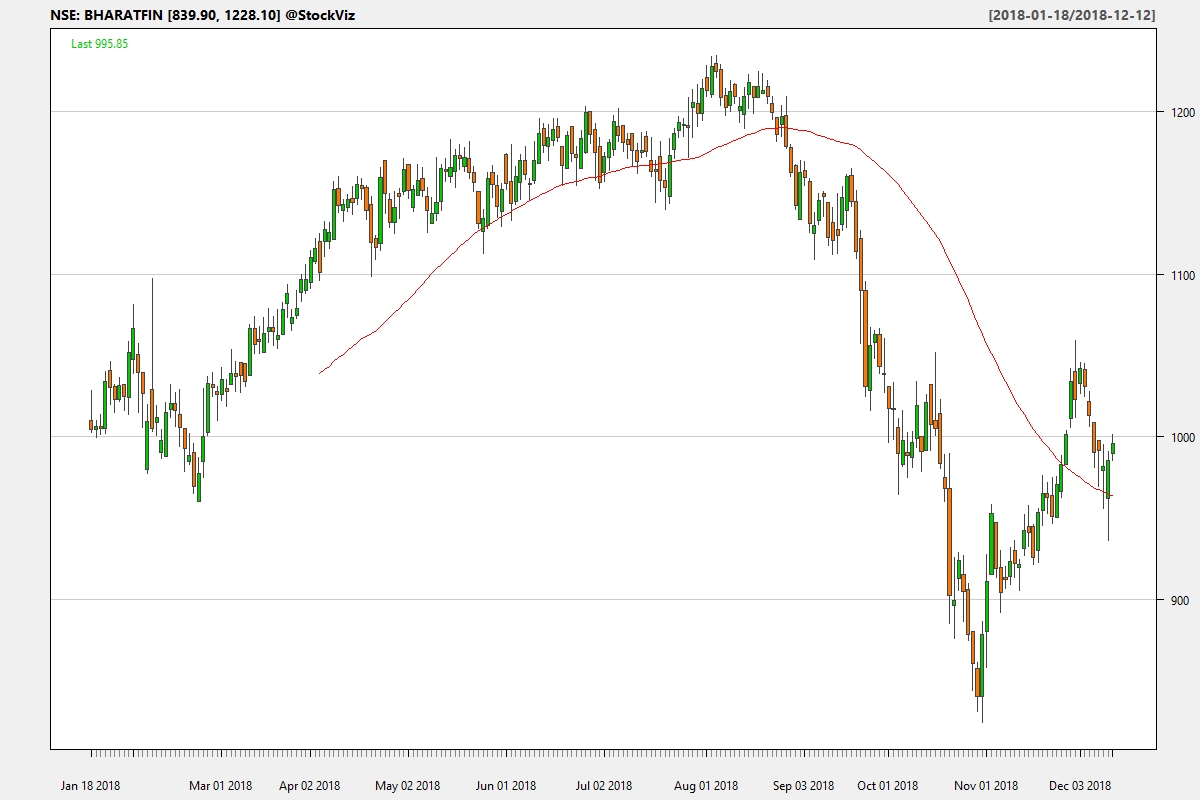 NSE: BHARATFIN [839.90, 1228.10] @StockViz
[2018-01-18/2018-12-12]
Last 995.85
1200
1100
1000
900
Jan 18 2018 Mar 01 2018 Apr 02 2018 May 02 2018 Jun 01 2018 Jul 02 2018 Aug 01 2018 Sep 03 2018 Oct 01 2018 Nov 01 2018 Dec 03 2018